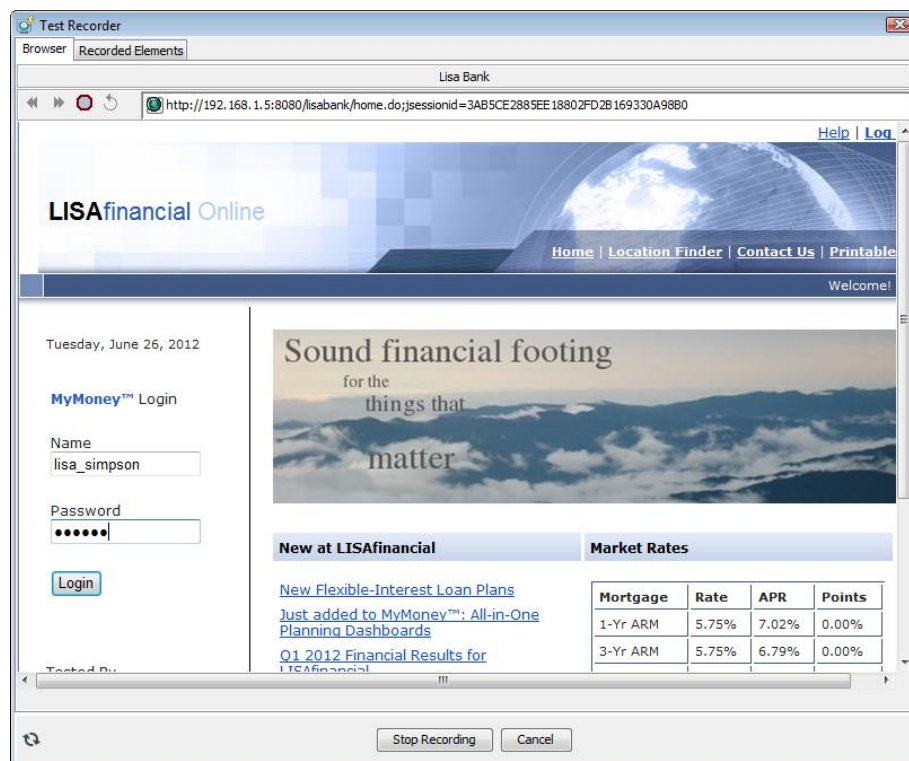 Test Recorder
Browser Recorded Elements
Lisa Bank
http://192.168.1.5:8080/lisabank/home.do;jsessionid=3AB5CE2885EE18802FD2B169330A98B0
Help | Log
LISAfinancial Online
Home | Location Finder | Contact Us | Printable
Welcome!
Tuesday, June 26, 2012
MyMoney™ Login
Name
lisa_simpson
Password
●●●●●●
Login
Tested By
Sound financial footing
for the
things that
matter
New at LISAfinancial
New Flexible-Interest Loan Plans
Just added to MyMoney™: All-in-One
Planning Dashboards
Q1 2012 Financial Results for
LISAfinancial
Market Rates
Mortgage Rate APR Points
1-Yr ARM 5.75% 7.02% 0.00%
3-Yr ARM 5.75% 6.79% 0.00%
Stop Recording Cancel